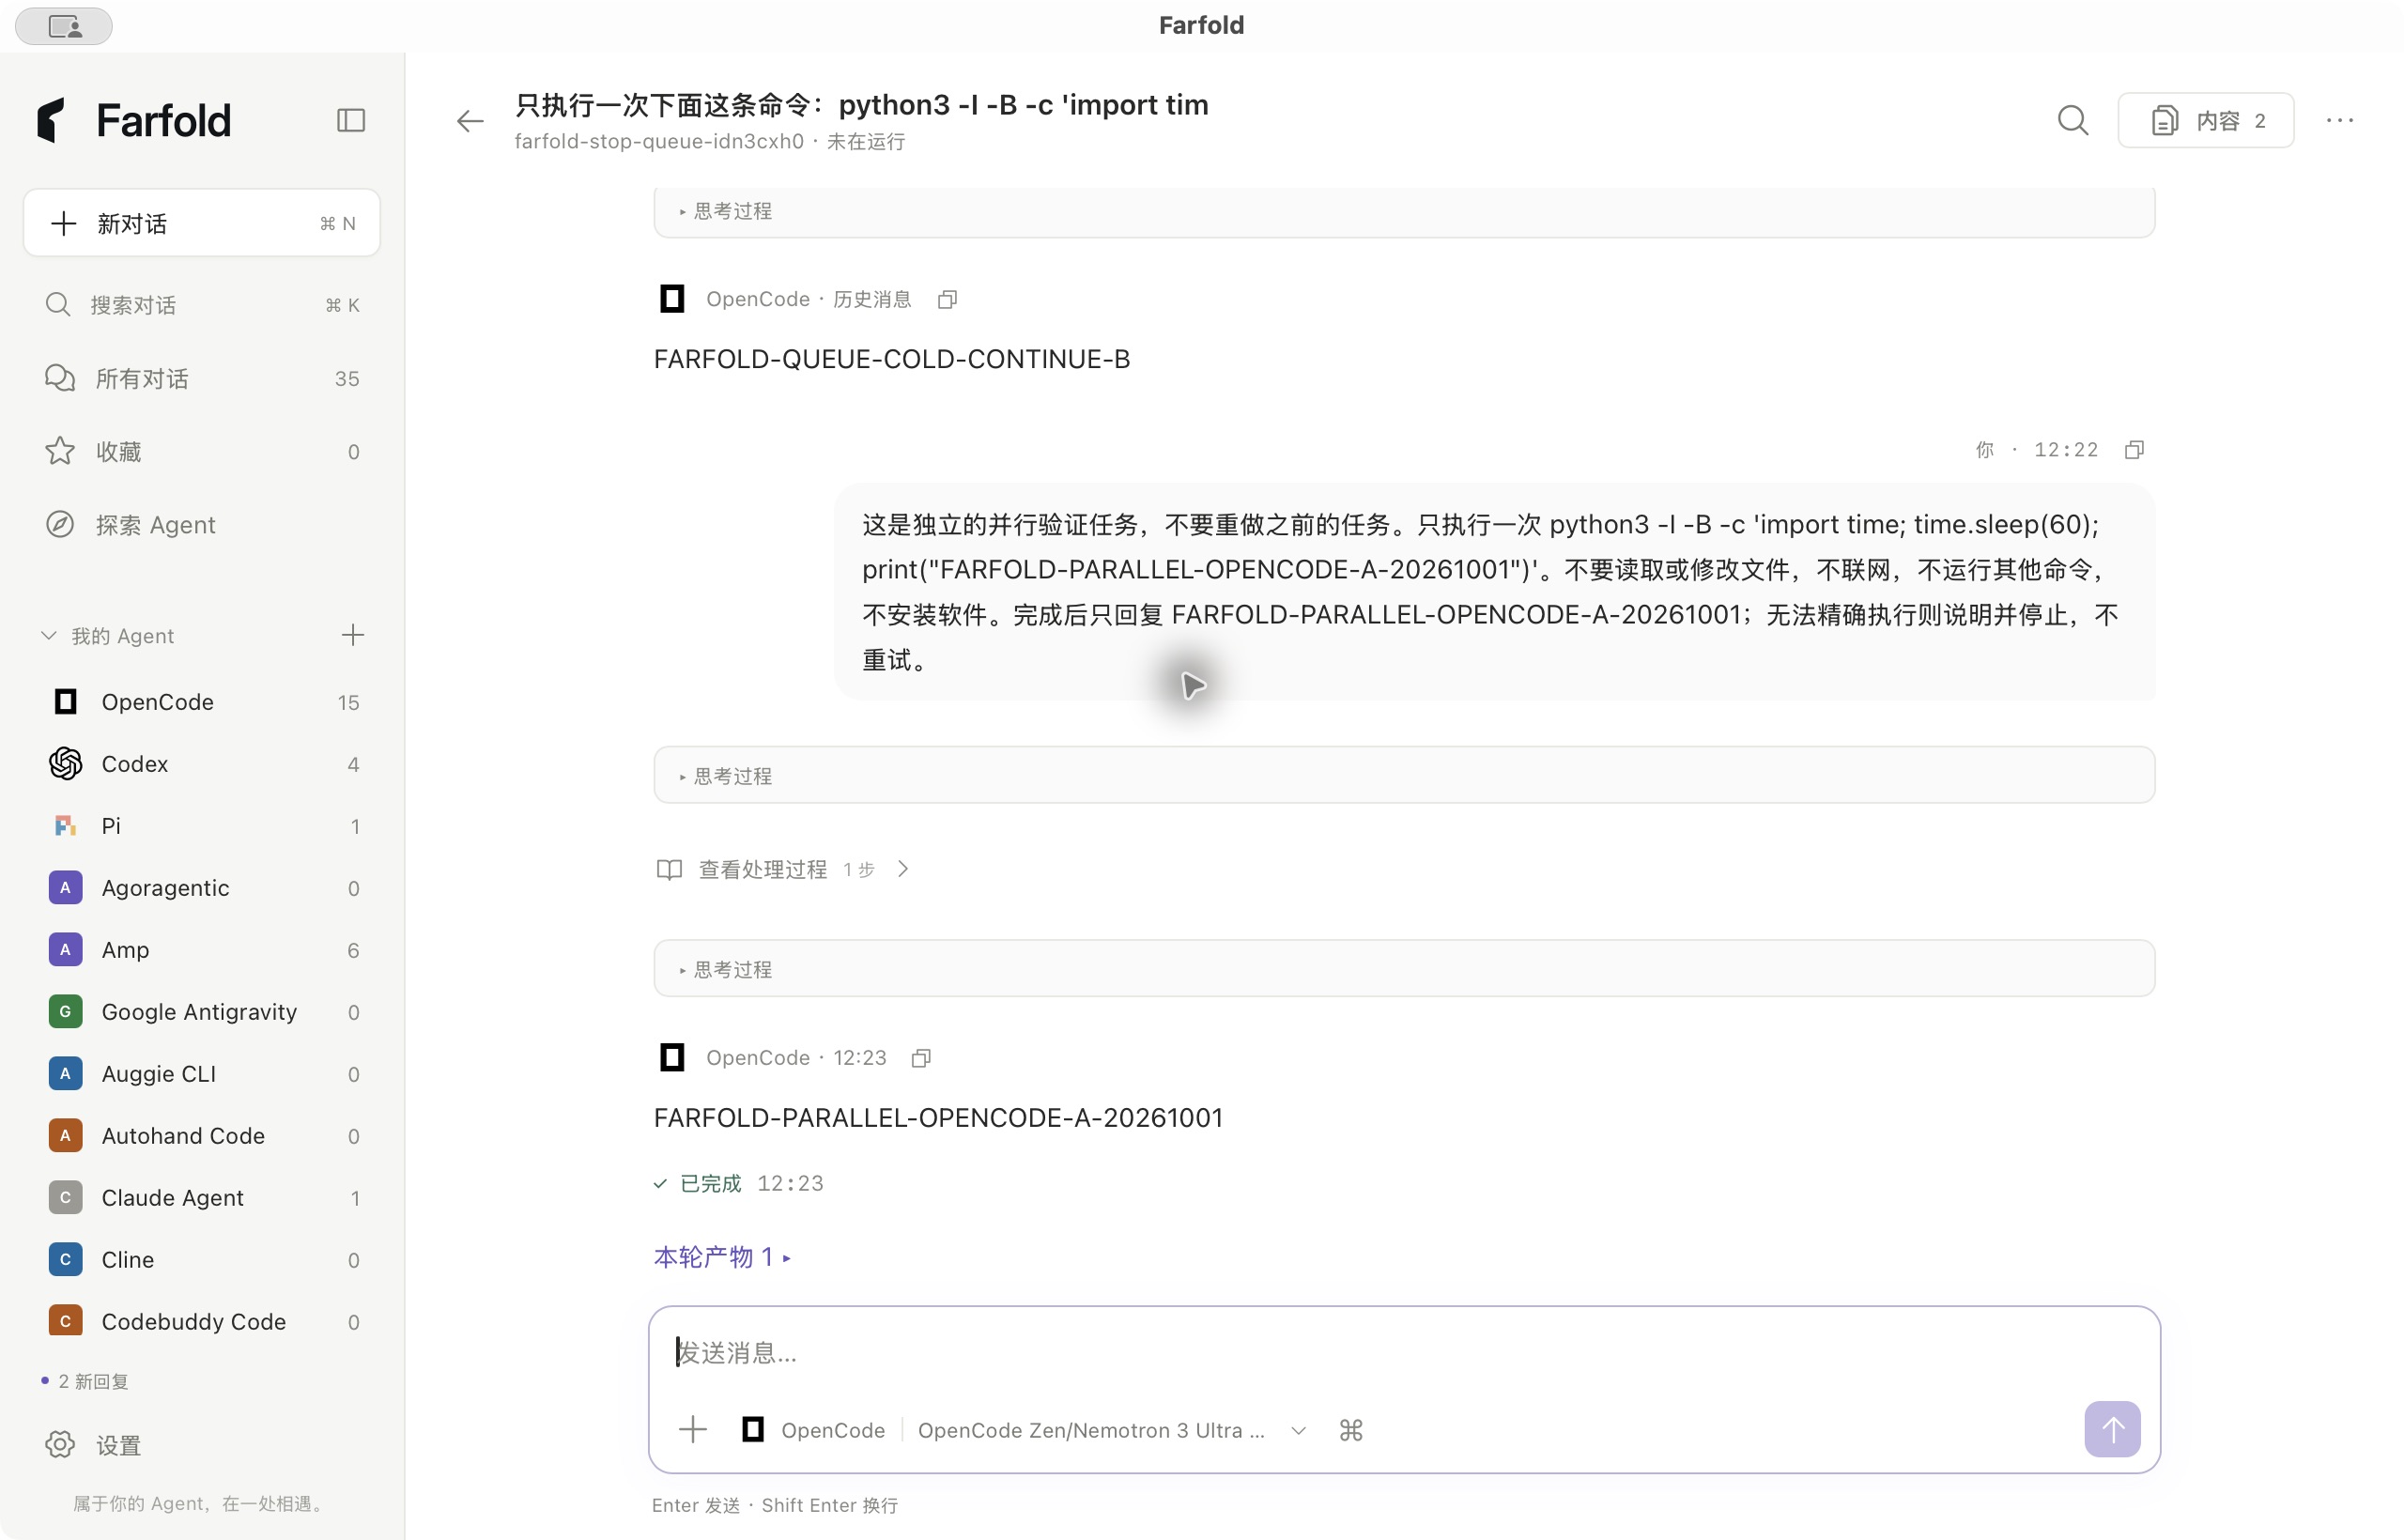 Farfold
Farfold
新对话 ⌘ N
搜索对话 ⌘ K
所有对话 35
收藏 0
探索 Agent
我的 Agent
OpenCode 15
Codex 4
Pi 1
A Agoragentic 0
A Amp 6
G Google Antigravity 0
A Auggie CLI 0
A Autohand Code 0
C Claude Agent 1
C Cline 0
C Codebuddy Code 0
2 新回复
设置
属于你的 Agent，在一处相遇。
只执行一次下面这条命令：python3 -I -B -c 'import tim
farfold-stop-queue-idn3cxh0 · 未在运行
内容 2
思考过程
OpenCode · 历史消息
FARFOLD-QUEUE-COLD-CONTINUE-B
你 · 12:22
这是独立的并行验证任务，不要重做之前的任务。只执行一次 python3 -I -B -c 'import time; time.sleep(60);
print("FARFOLD-PARALLEL-OPENCODE-A-20261001")'。不要读取或修改文件，不联网，不运行其他命令，
不安装软件。完成后只回复 FARFOLD-PARALLEL-OPENCODE-A-20261001；无法精确执行则说明并停止，不
重试。
思考过程
查看处理过程 1 步
思考过程
OpenCode · 12:23
FARFOLD-PARALLEL-OPENCODE-A-20261001
已完成 12:23
本轮产物 1
发送消息...
OpenCode OpenCode Zen/Nemotron 3 Ultra ... ⌘
Enter 发送 · Shift Enter 换行